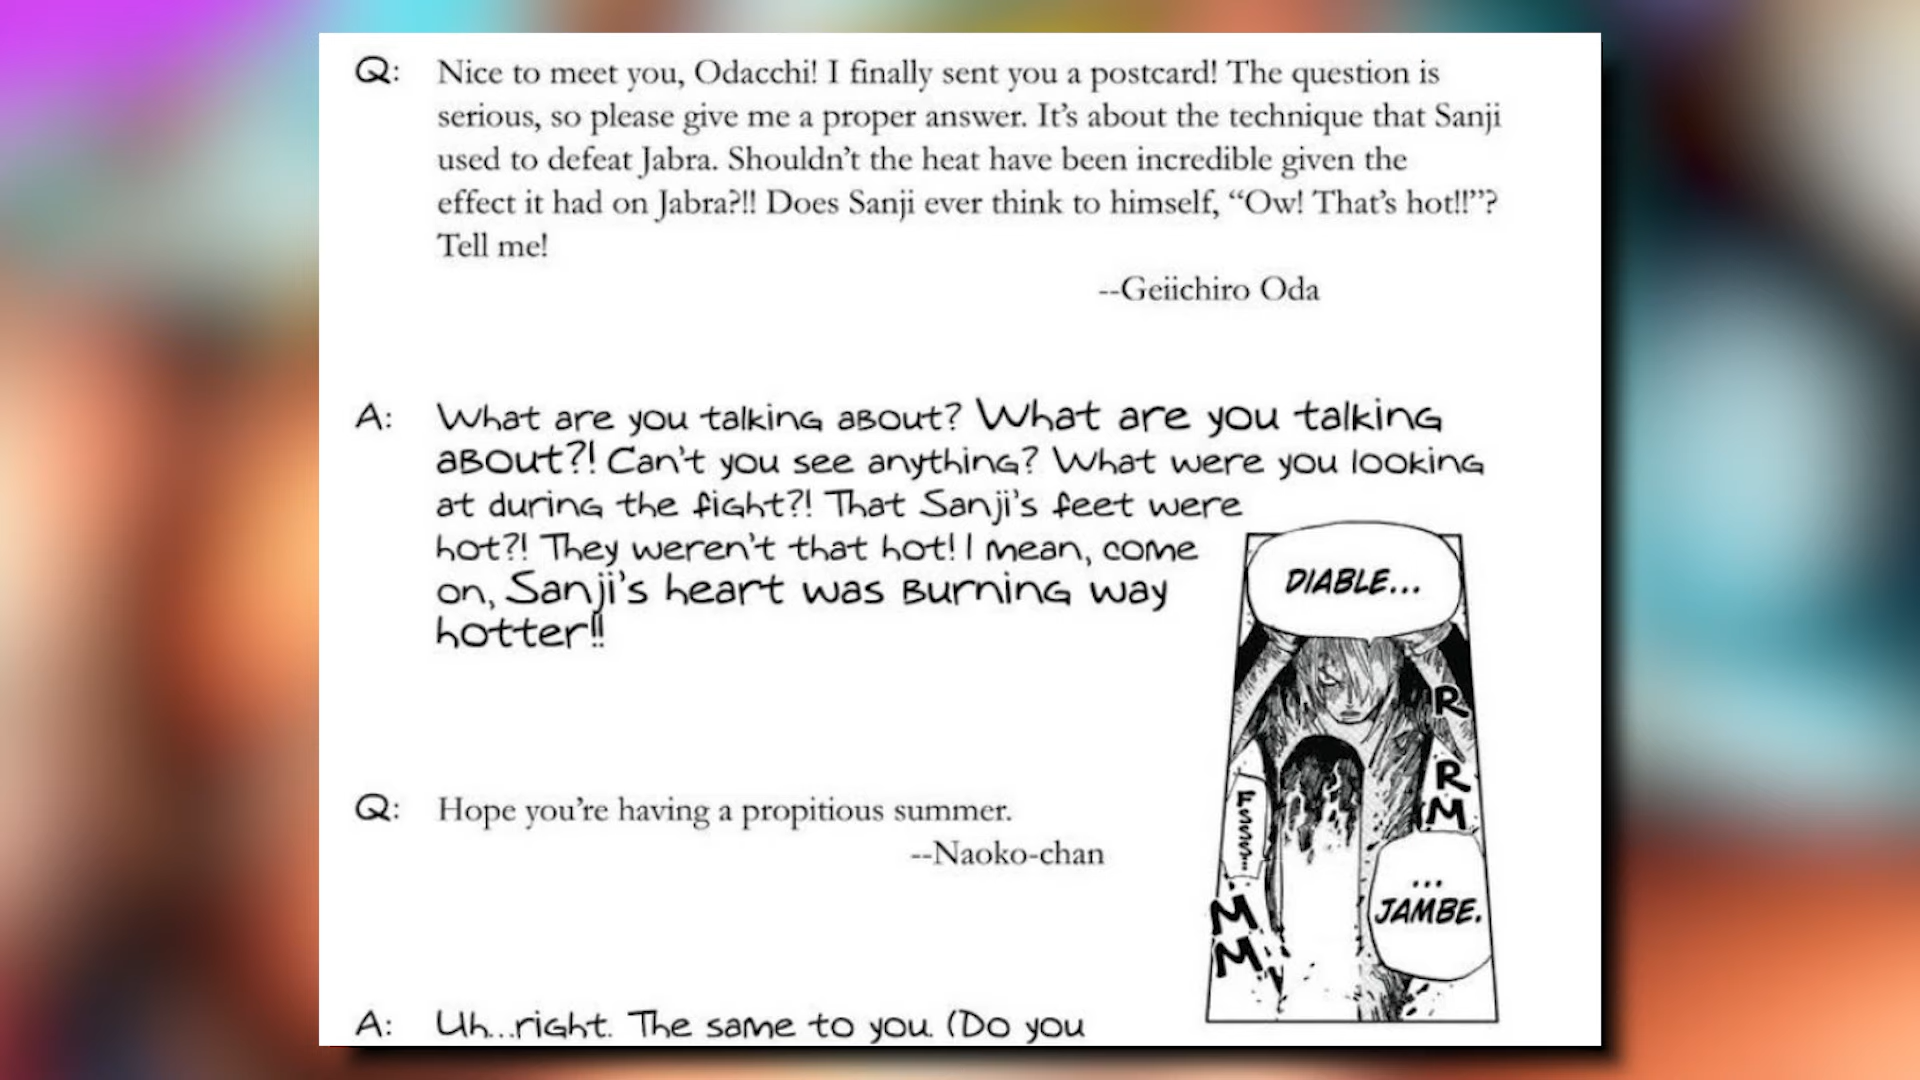 Q: Nice to meet you, Odacchi! I finally sent you a postcard! The question is
serious, so please give me a proper answer. It's about the technique that Sanji
used to defeat Jabra. Shouldn't the heat have been incredible given the
effect it had on Jabra?!! Does Sanji ever think to himself, “Ow! That's hot!!”?
Tell me!
--Geiichiro Oda
A: What are you talking about? What are you talking
about?! Can't you see anything? What were you looking
at during the fight?! That Sanji's feet were
hot?! They weren't that hot! I mean, come
on, Sanji's heart was burning way
hotter!!
DIABLE...
R
R
M
...
JAMBE.
MM
Q: Hope you're having a propitious summer.
--Naoko-chan
A: Uh...right. The same to you. (Do you